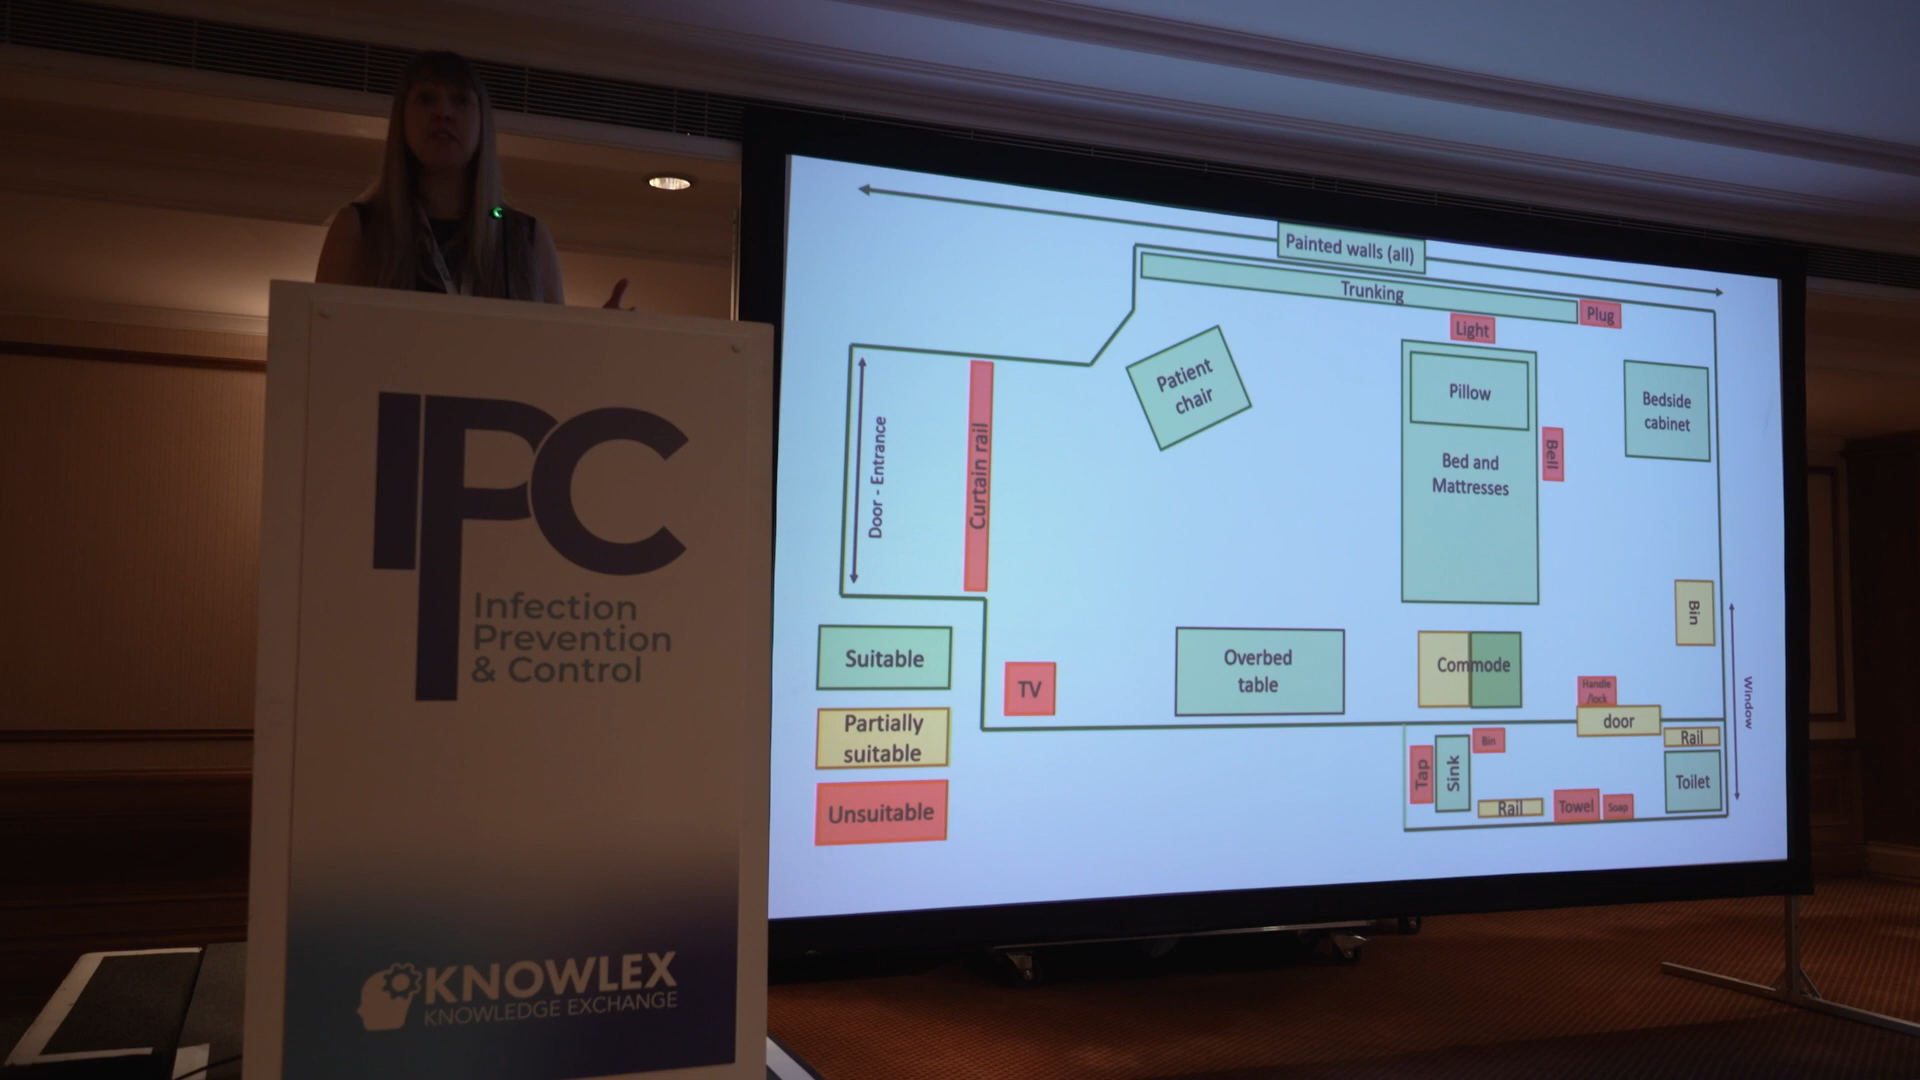 IPC
Infection
Prevention
& Control
KNOWLEX
KNOWLEDGE EXCHANGE
Painted walls (all)
Trunking
Plug
Light
Patient
chair
Pillow
Bedside
cabinet
Door - Entrance
Curtain rail
Bed and
Mattresses
Bell
Bin
Suitable
TV
Overbed
table
Commode
Handle
/lock
door
Window
Partially
suitable
Rail
Bin
Tap
Sink
Toilet
Unsuitable
Rail
Towel
Soap